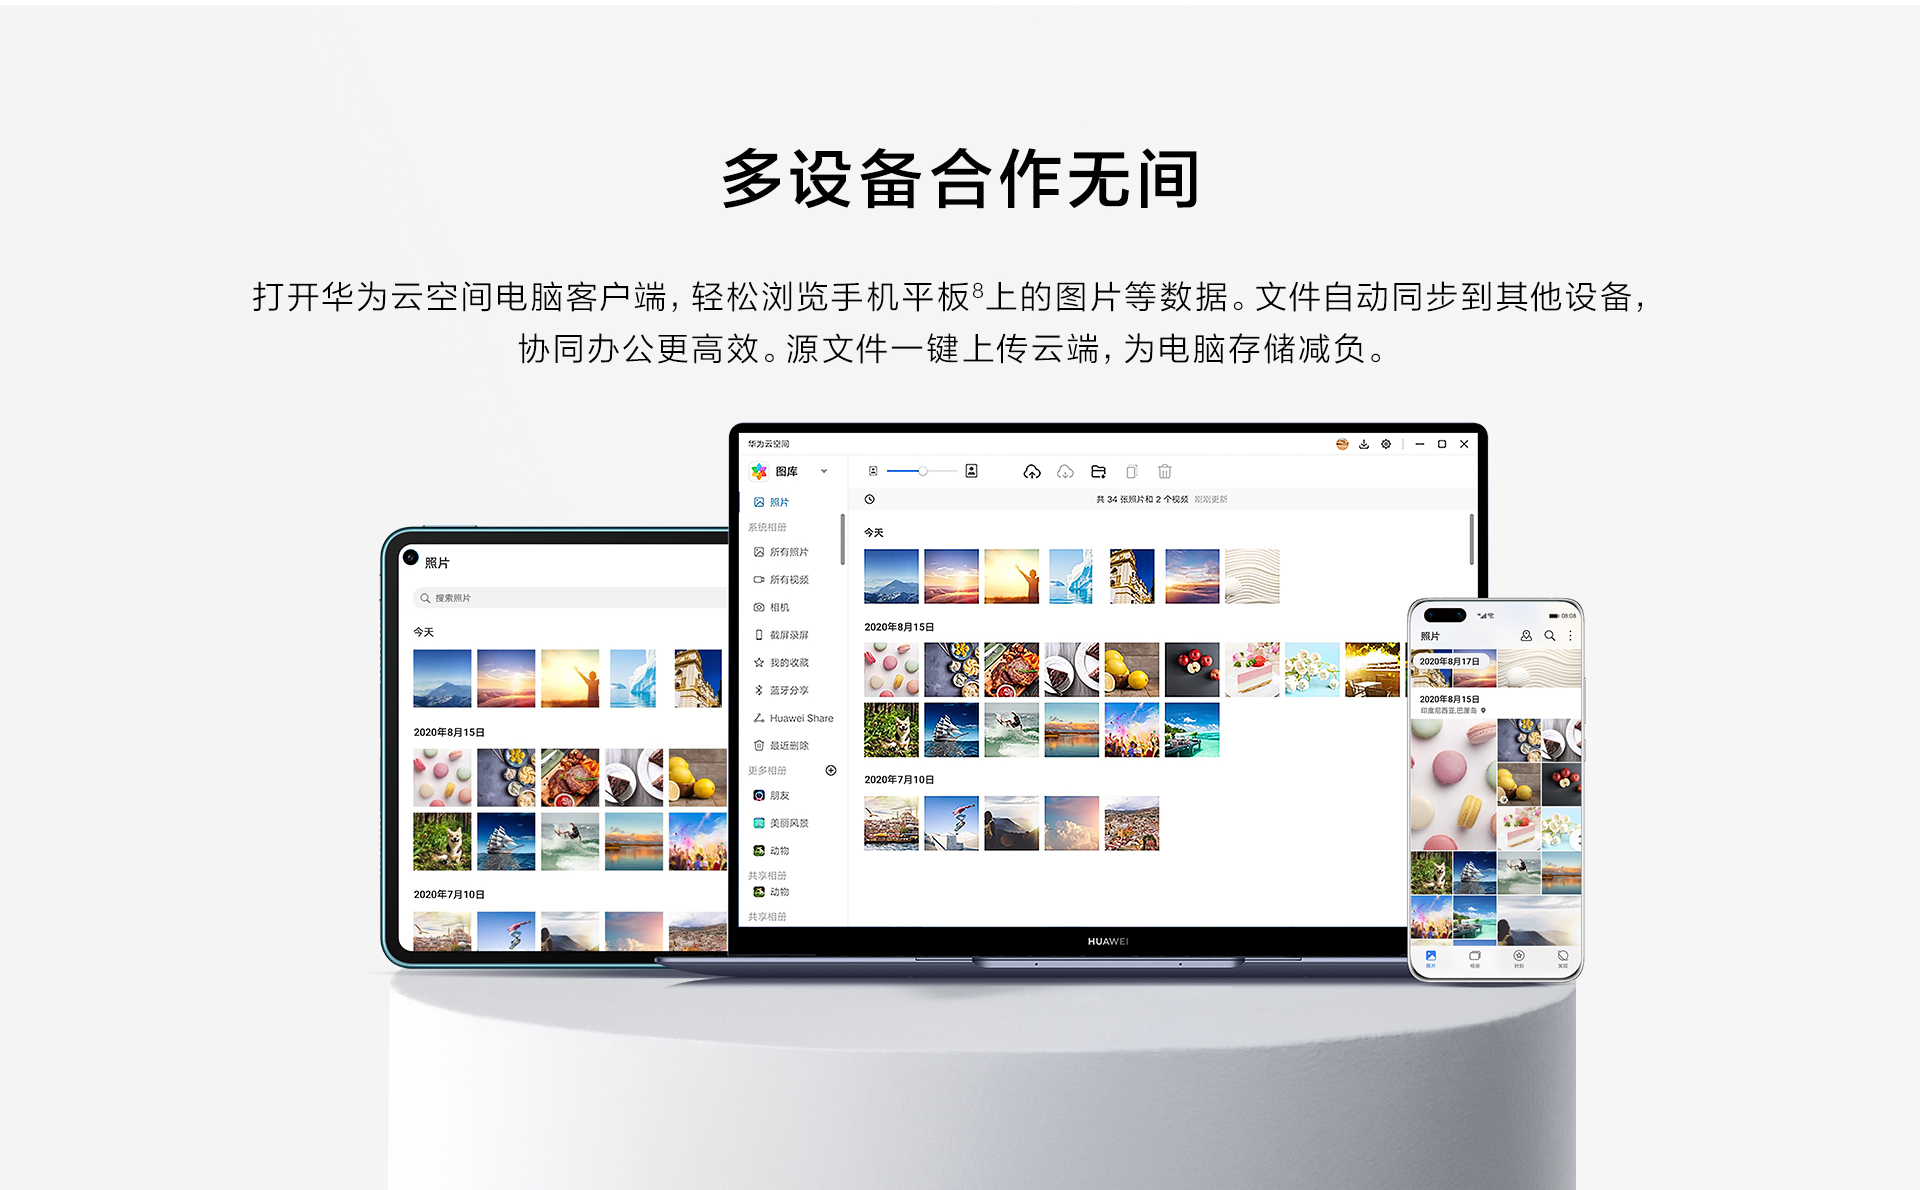 多设备合作无间
打开华为云空间电脑客户端，轻松浏览手机平板8上的图片等数据。文件自动同步到其他设备，
协同办公更高效。源文件一键上传云端，为电脑存储减负。
照片
搜索照片
今天
2020年8月15日
2020年7月10日
华为云空间
图库
照片
系统相册
所有照片
所有视频
相机
截屏录屏
我的收藏
蓝牙分享
Huawei Share
最近删除
更多相册
朋友
美丽风景
动物
共享相册
动物
共享相册
共 34 张照片和 2 个视频 刚刚更新
今天
2020年8月15日
2020年7月10日
HUAWEI
08:08
照片
2020年8月17日
2020年8月15日
印度尼西亚,巴厘岛
照片
相册
时刻
发现